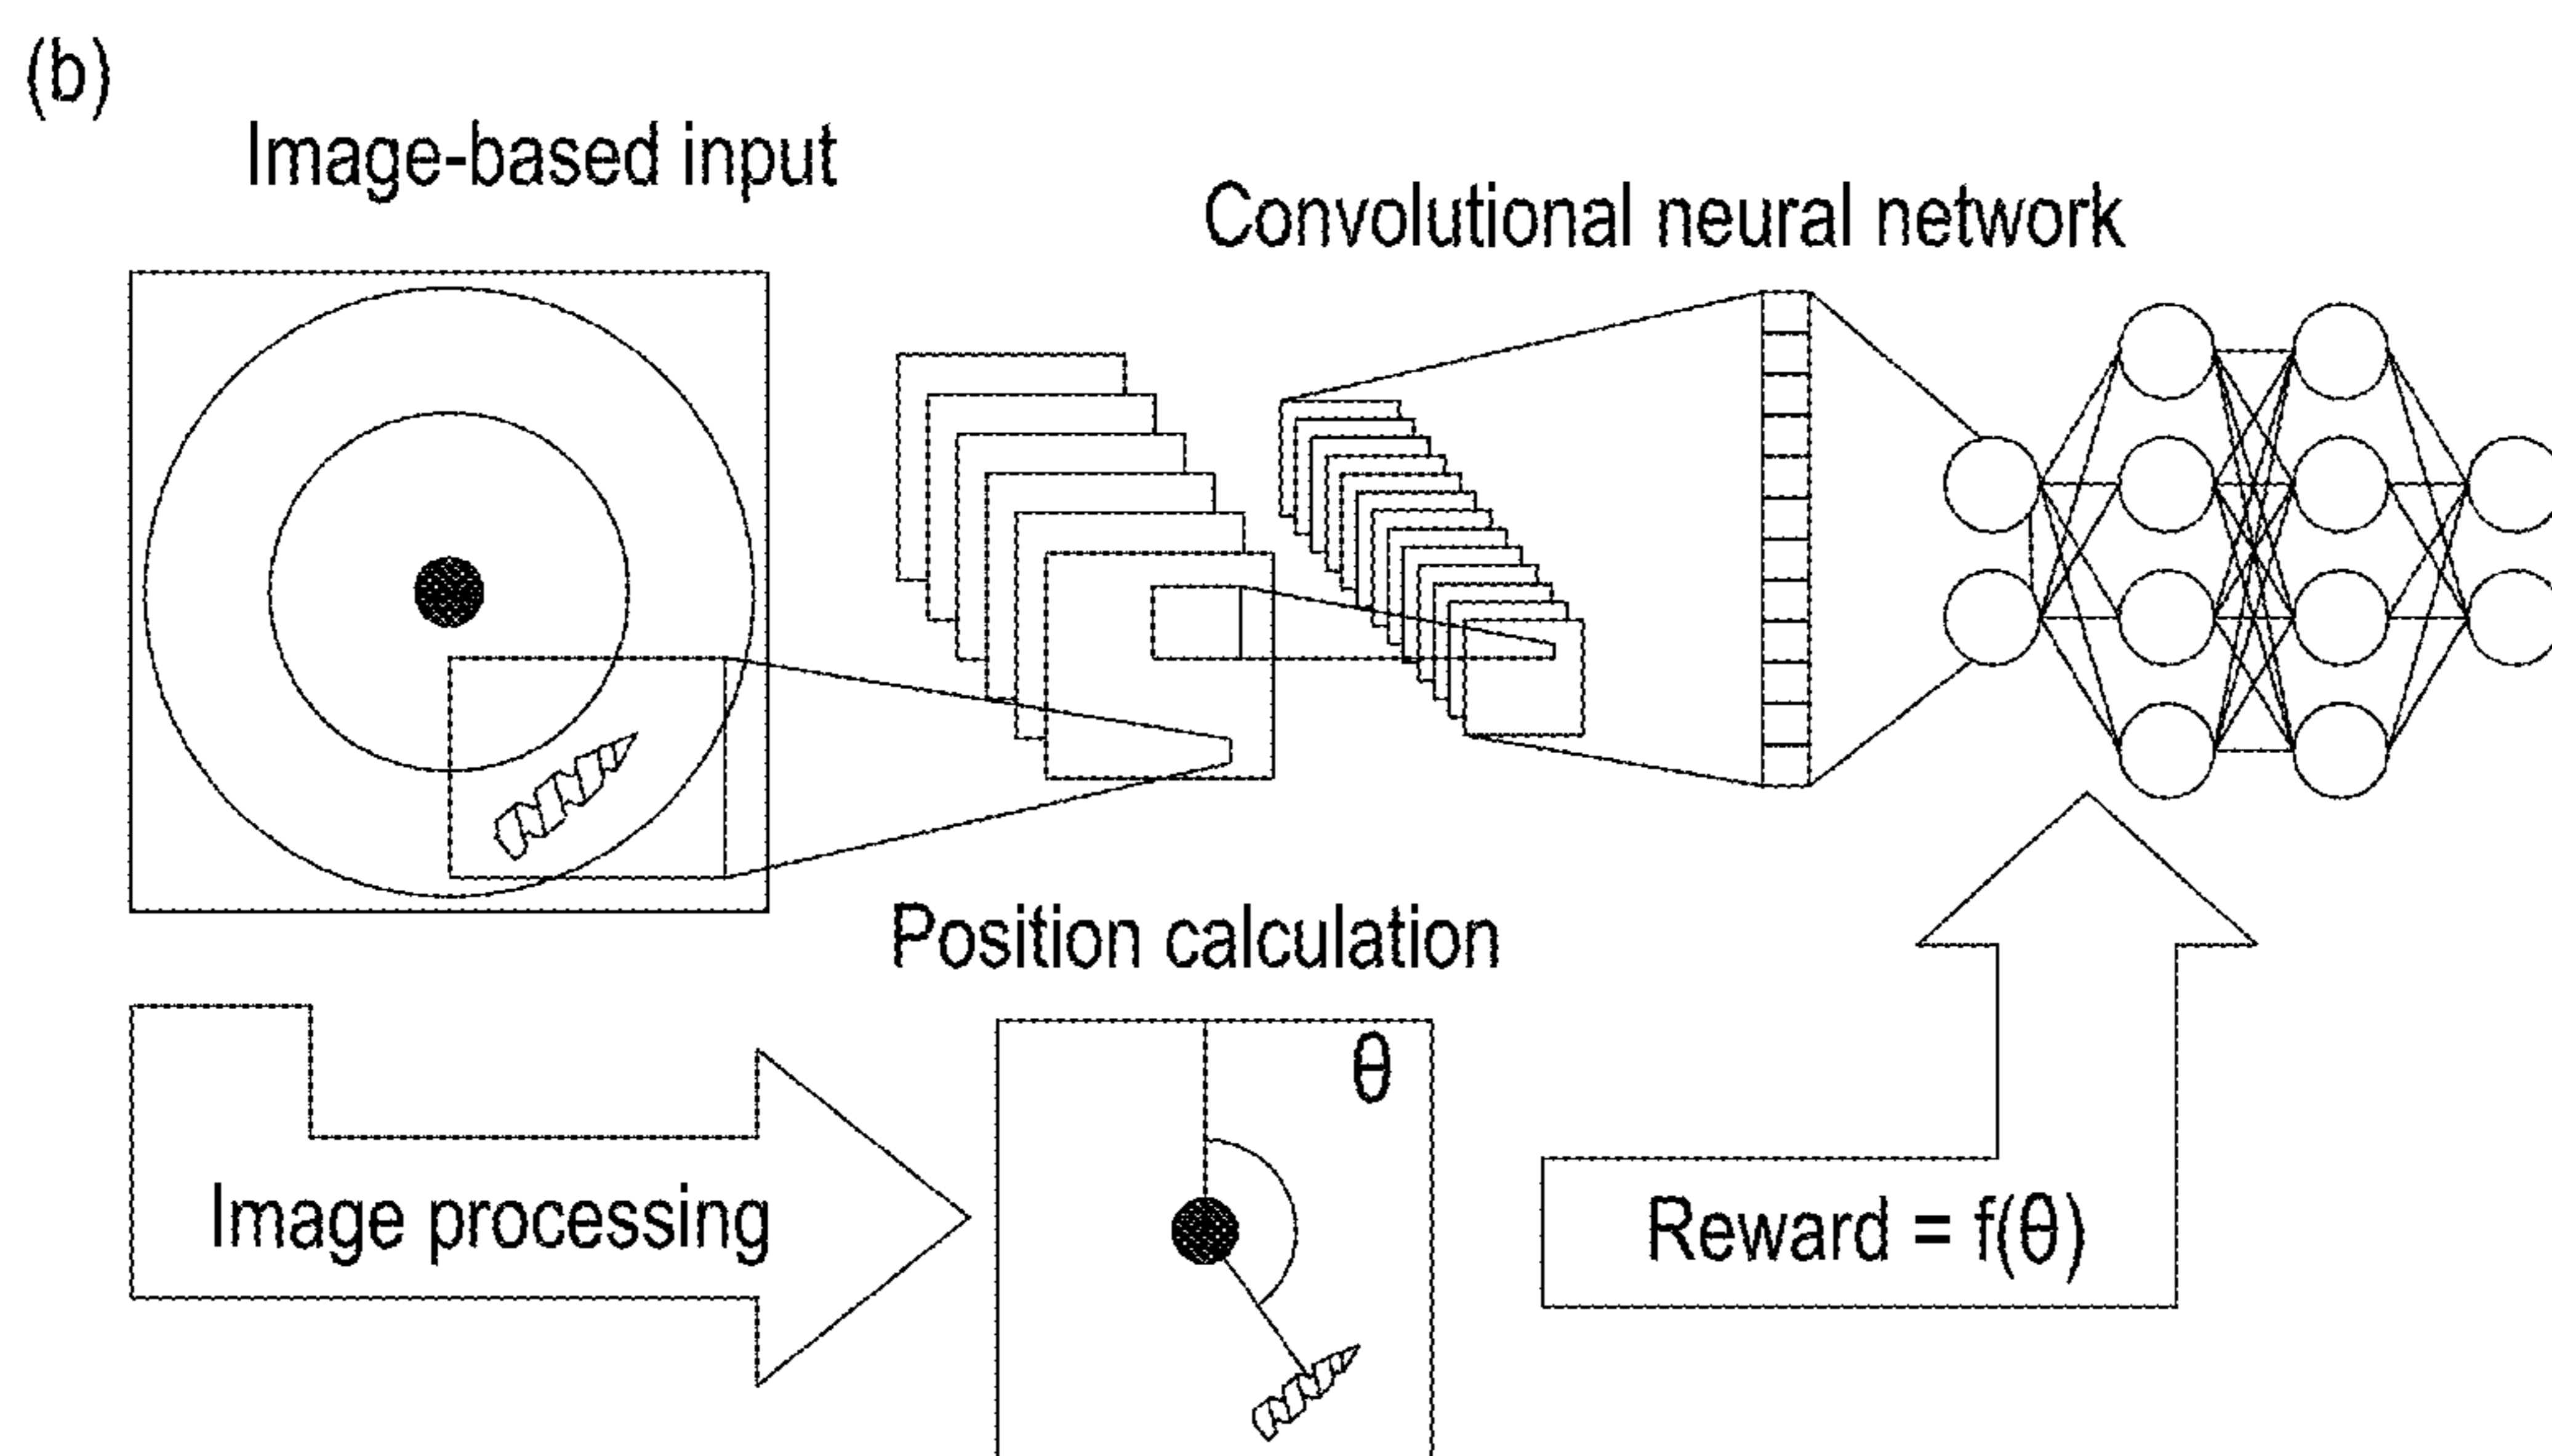 (b)
Image-based input
Convolutional neural network
Position calculation
θ
Image processing
Reward = f(θ)